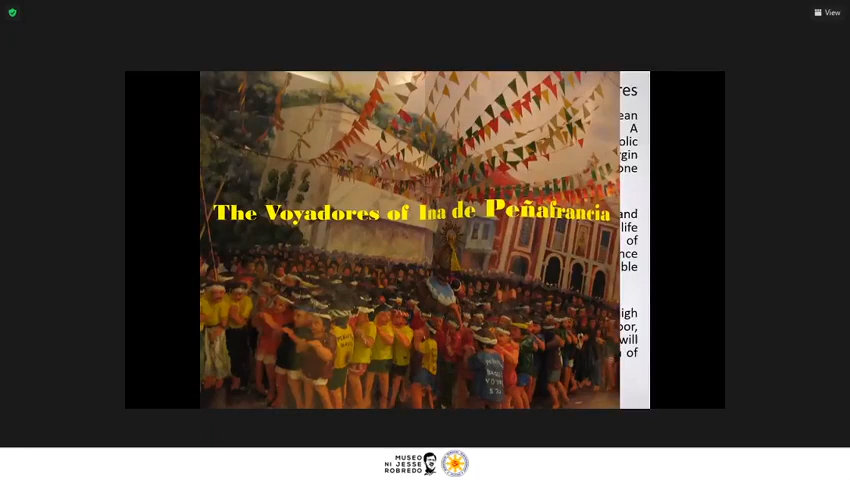 View
The Voyadores of Ina de Peñafrancia
res
ean
A
olic
gin
one
and
life
of
nce
ble
igh
oor,
will
of
MUSEO
NI JESSE
ROBREDO